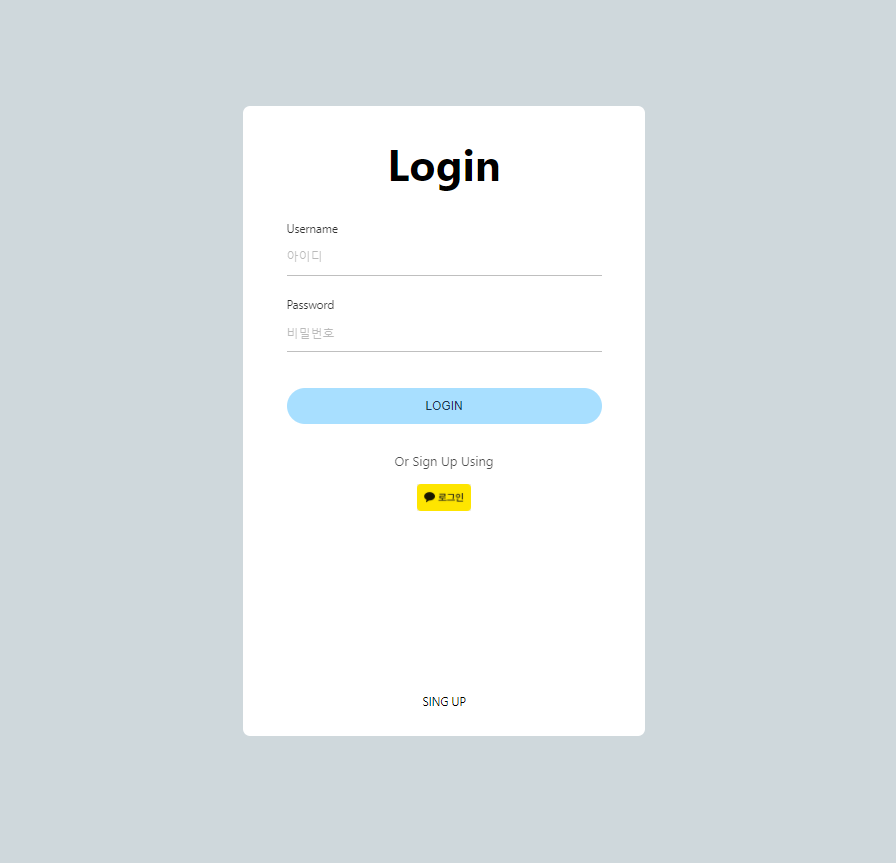 Login
Username
아이디
Password
비밀번호
LOGIN
Or Sign Up Using
로그인
SING UP